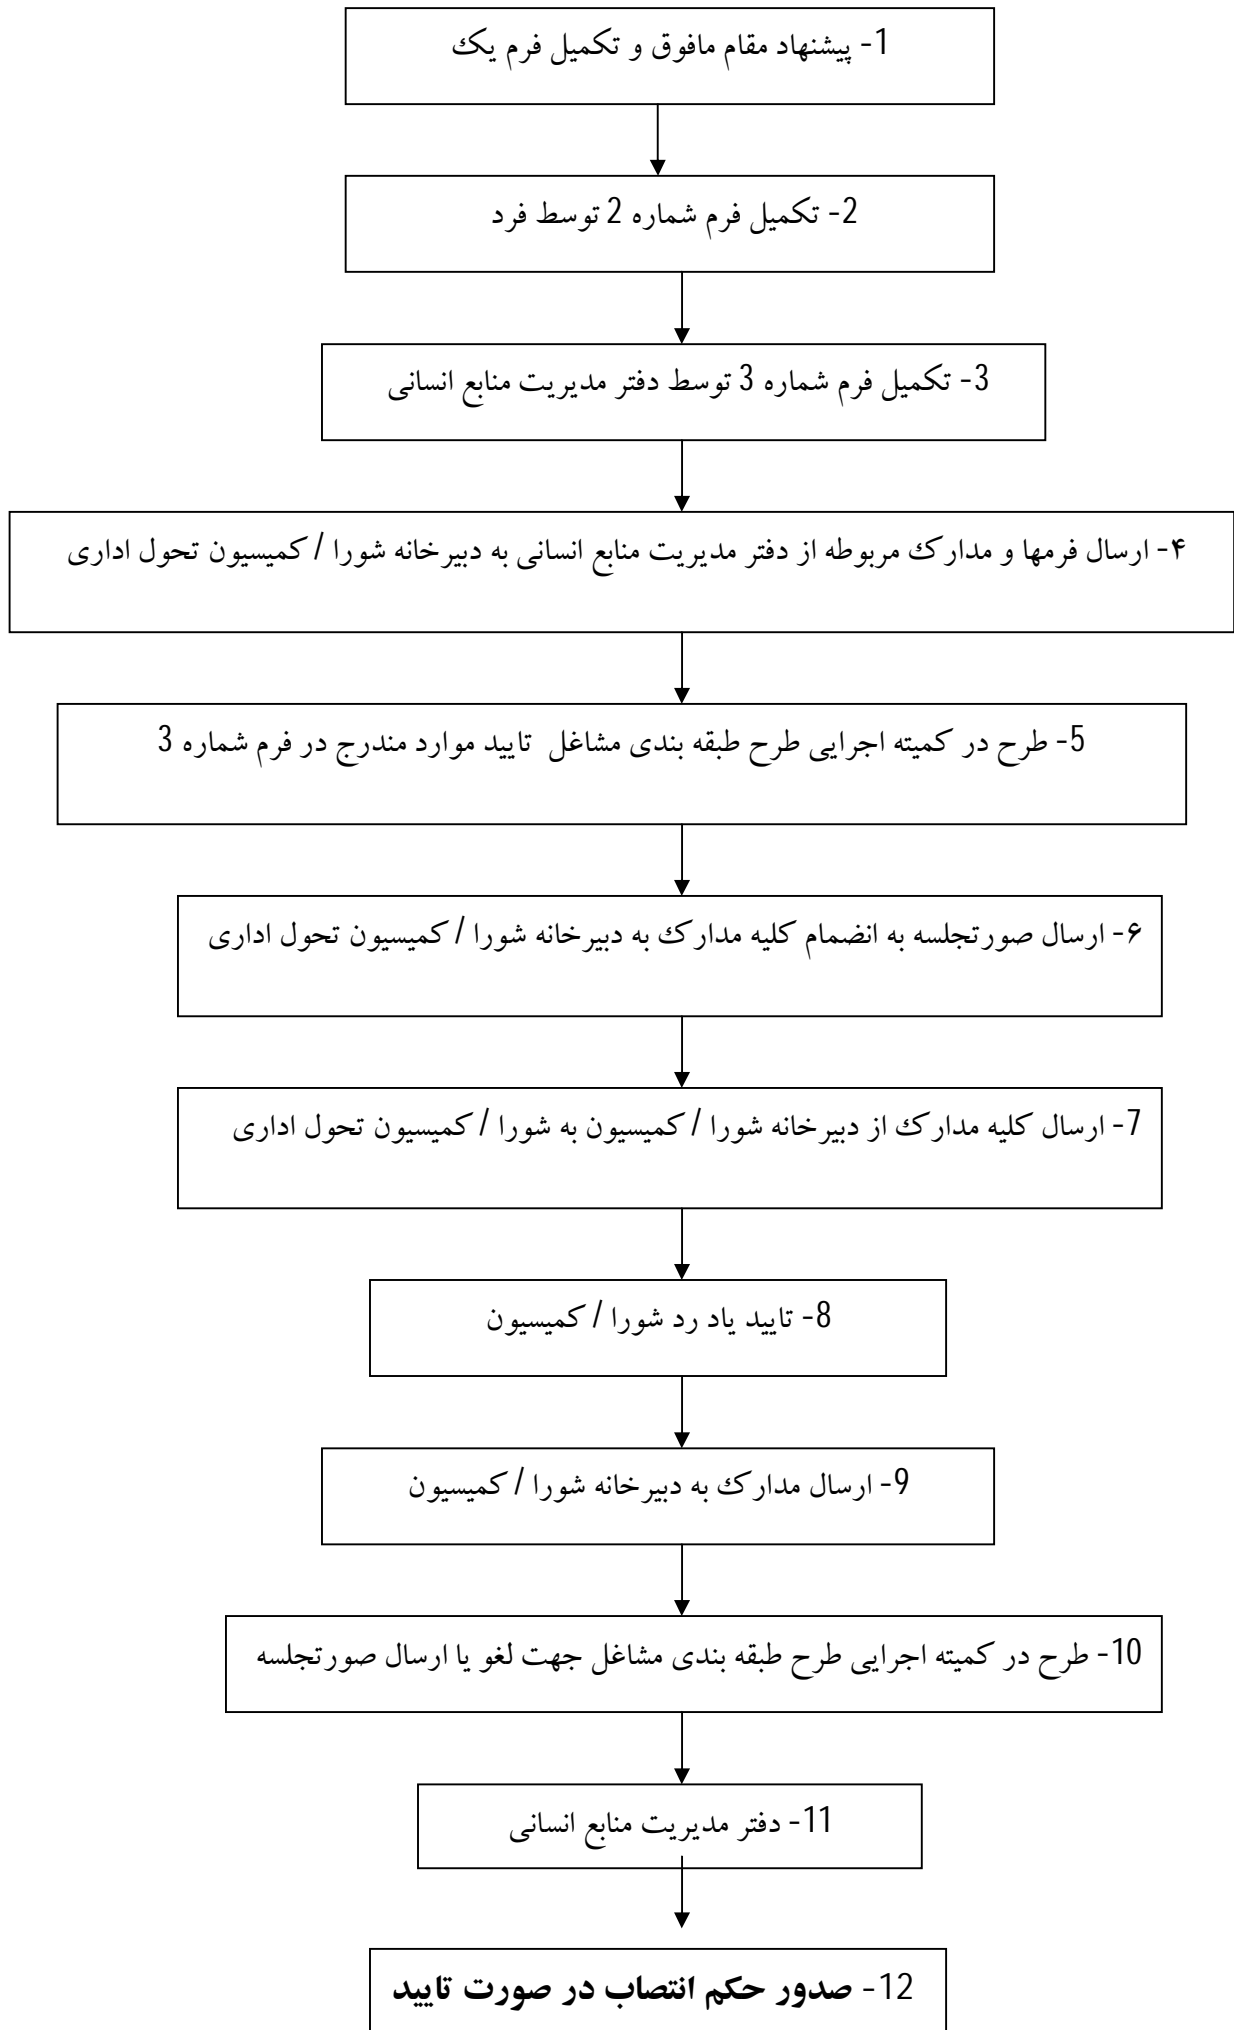 1- پیشنهاد مقام مافوق و تکمیل فرم یک
2- تکمیل فرم شماره 2 توسط فرد
3- تکمیل فرم شماره 3 توسط دفتر مدیریت منابع انسانی
۴- ارسال فرمها و مدارک مربوطه از دفتر مدیریت منابع انسانی به دبیرخانه شورا / کمیسیون تحول اداری
5- طرح در کمیته اجرایی طرح طبقه بندی مشاغل تایید موارد مندرج در فرم شماره 3
۶- ارسال صورتجلسه به انضمام کلیه مدارک به دبیرخانه شورا / کمیسیون تحول اداری
7- ارسال کلیه مدارک از دبیرخانه شورا / کمیسیون به شورا / کمیسیون تحول اداری
8- تایید یاد رد شورا / کمیسیون
9- ارسال مدارک به دبیرخانه شورا / کمیسیون
10- طرح در کمیته اجرایی طرح طبقه بندی مشاغل جهت لغو یا ارسال صورتجلسه
11- دفتر مدیریت منابع انسانی
12- صدور حکم انتصاب در صورت تایید